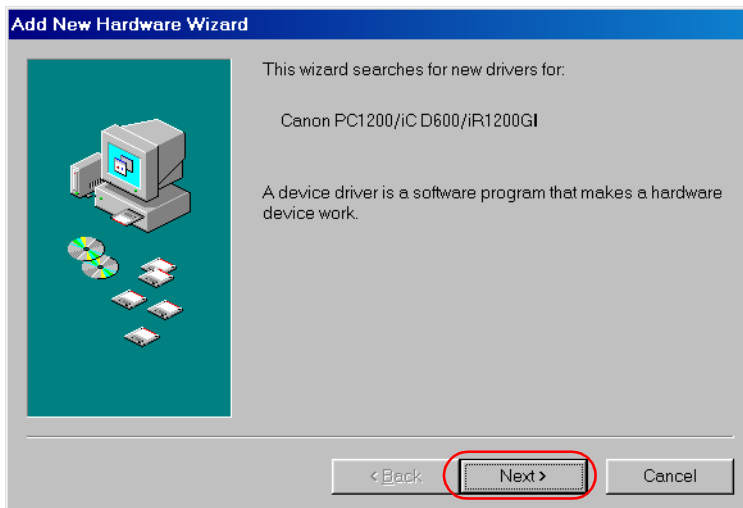 Add New Hardware Wizard
This wizard searches for new drivers for:
Canon PC1200/iC D600/iR1200GI
A device driver is a software program that makes a hardware
device work.
< Back
Next >
Cancel